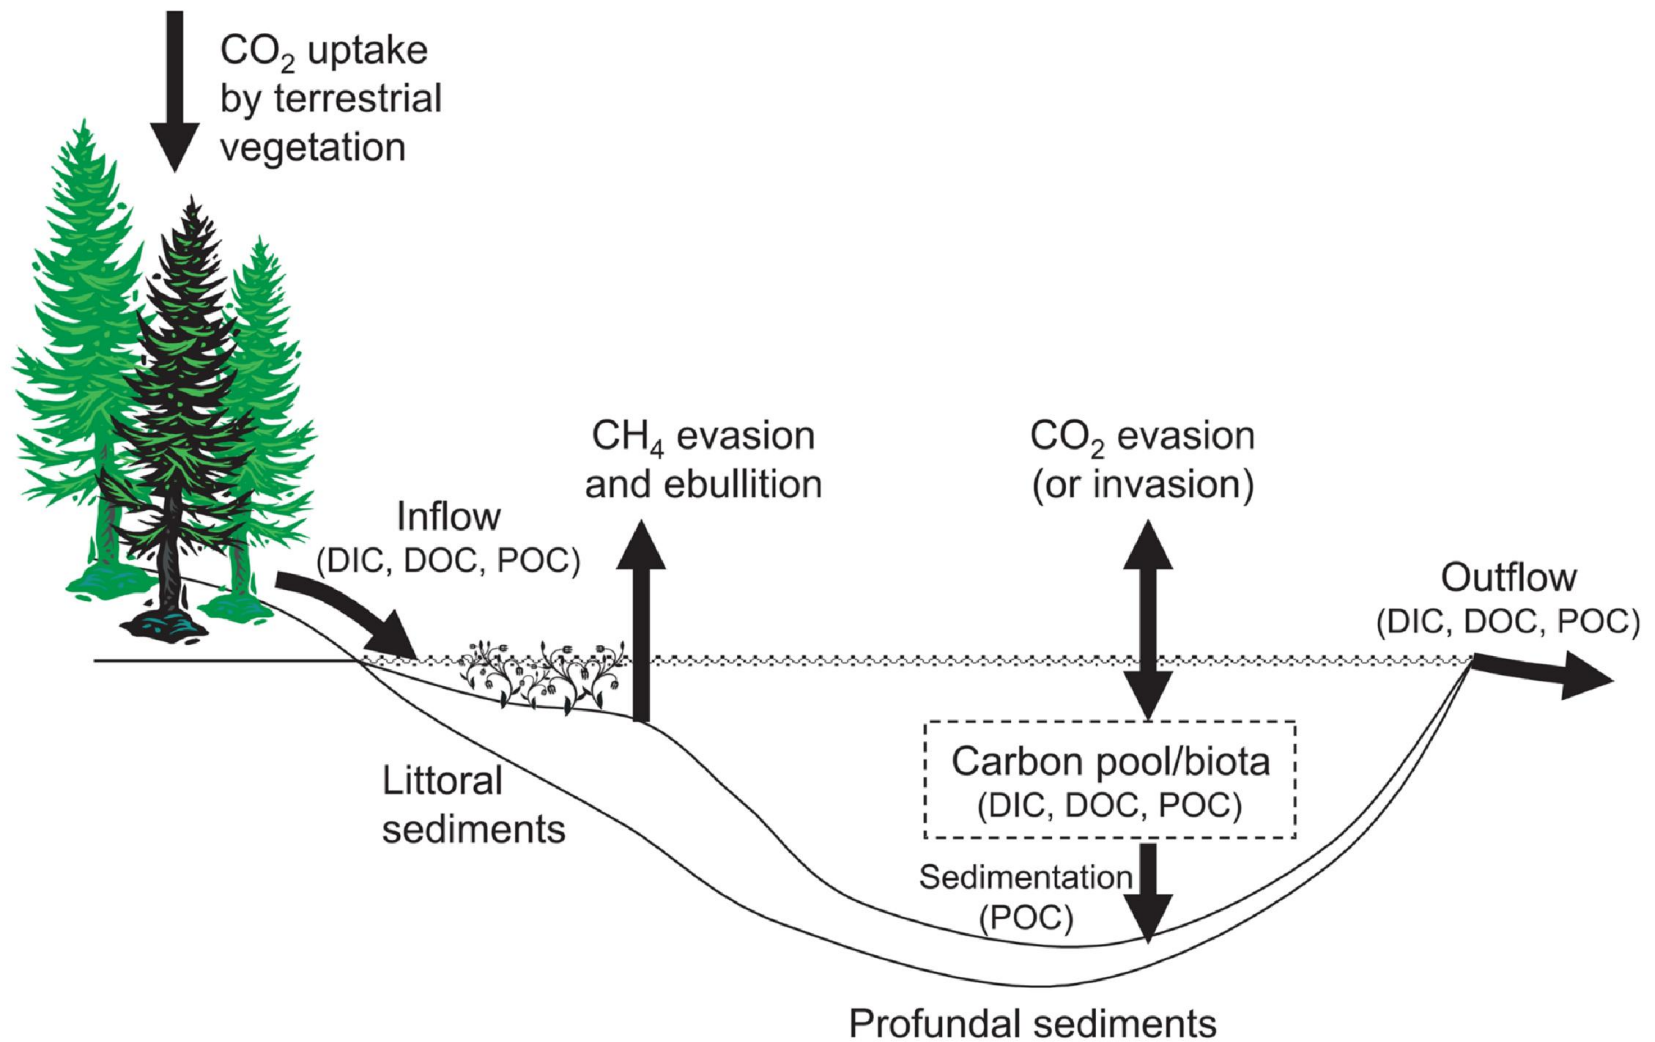 CO₂ uptake
by terrestrial
vegetation
CH₄ evasion
and ebullition
CO₂ evasion
(or invasion)
Inflow
(DIC, DOC, POC)
Outflow
(DIC, DOC, POC)
Littoral
sediments
Carbon pool/biota
(DIC, DOC, POC)
Sedimentation
(POC)
Profundal sediments